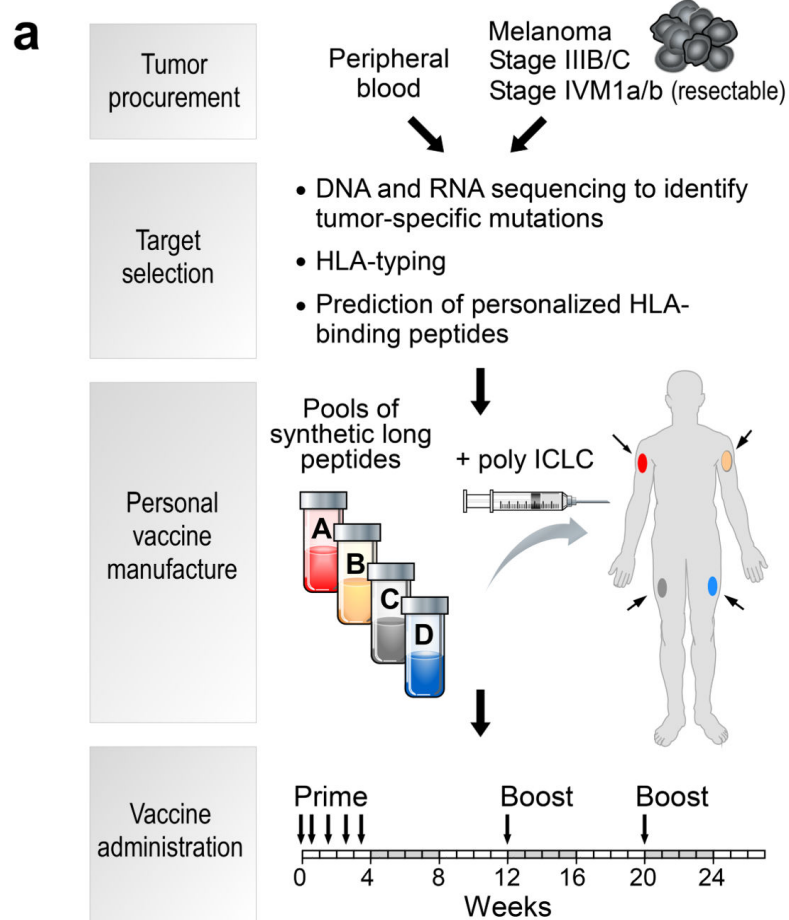 a
Tumor
procurement
Peripheral
blood
Melanoma
Stage IIIB/C
Stage IVM1a/b (resectable)
Target
selection
• DNA and RNA sequencing to identify
tumor-specific mutations
• HLA-typing
• Prediction of personalized HLA-
binding peptides
Personal
vaccine
manufacture
Pools of
synthetic long
peptides
+ poly ICLC
A
B
C
D
Vaccine
administration
Prime
Boost
Boost
0 4 8 12 16 20 24
Weeks